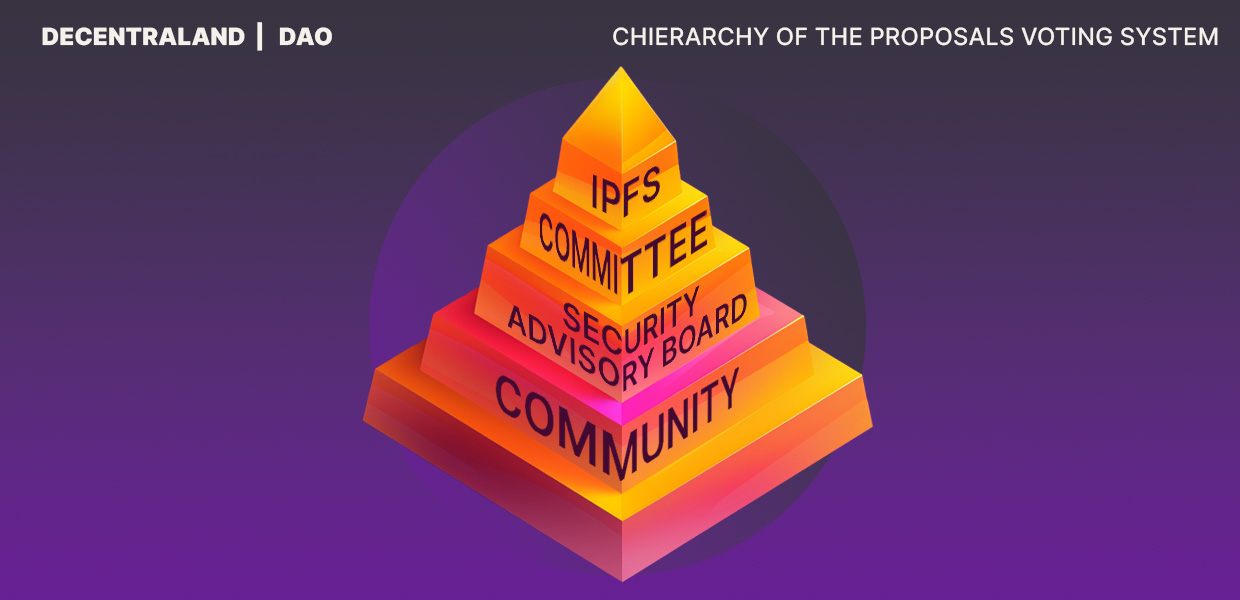 DECENTRALAND | DAO
CHIERARCHY OF THE PROPOSALS VOTING SYSTEM
IPFS
COMMITTEE
SECURITY
ADVISORY BOARD
COMMUNITY